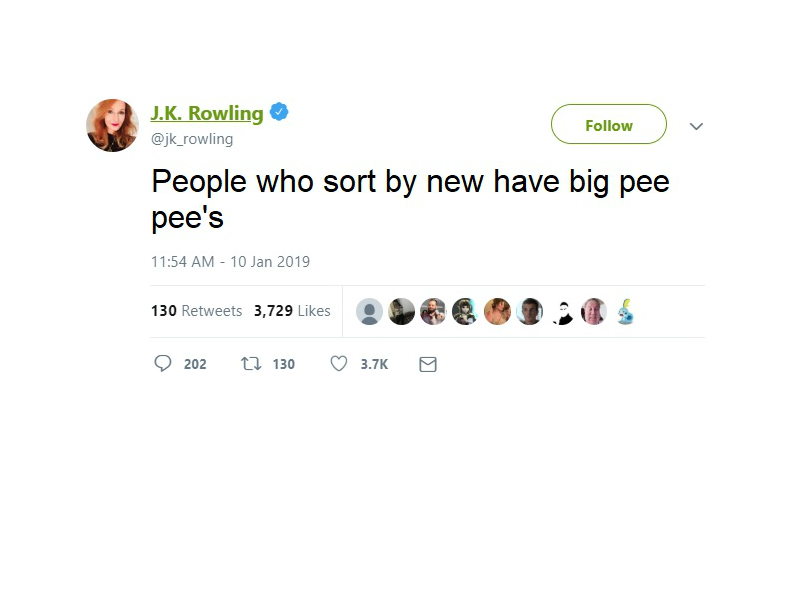 J.K. Rowling
@jk_rowling
Follow
People who sort by new have big pee
pee's
11:54 AM - 10 Jan 2019
130 Retweets 3,729 Likes
202 130 3.7K